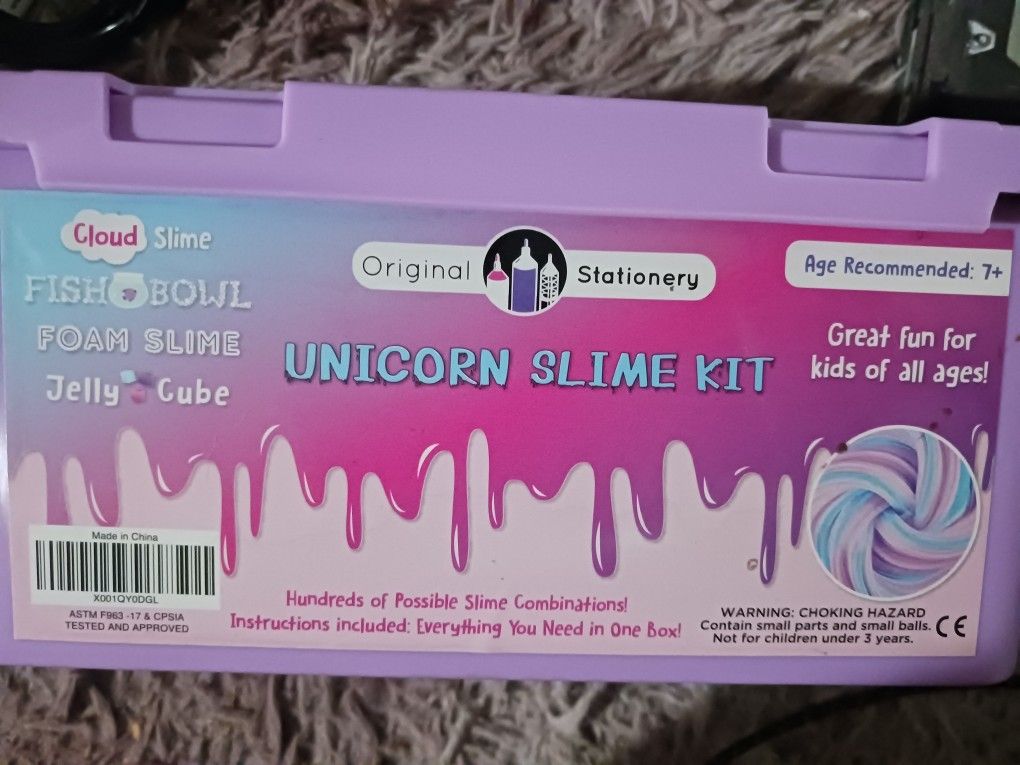 Cloud Slime
FISH BOWL
FOAM SLIME
Jelly Cube
Original Stationery
UNICORN SLIME KIT
Age Recommended: 7+
Great fun for
kids of all ages!
Made in China
X001QY0DGL
ASTM F963 -17 & CPSIA
TESTED AND APPROVED
Hundreds of Possible Slime Combinations!
Instructions included: Everything You Need in One Box!
WARNING: CHOKING HAZARD
Contain small parts and small balls.
Not for children under 3 years.
CE